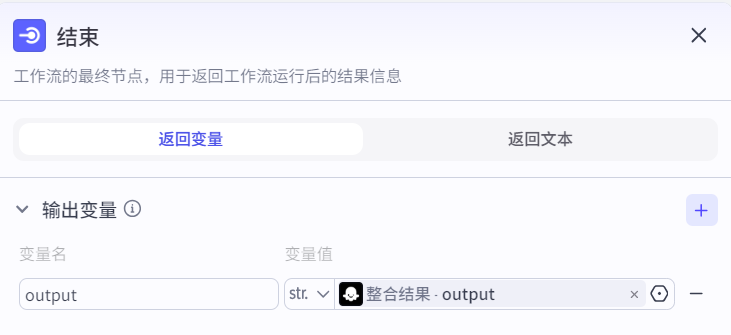 结束
工作流的最终节点，用于返回工作流运行后的结果信息
返回变量 返回文本
输出变量
变量名 变量值
output str. 整合结果 - output